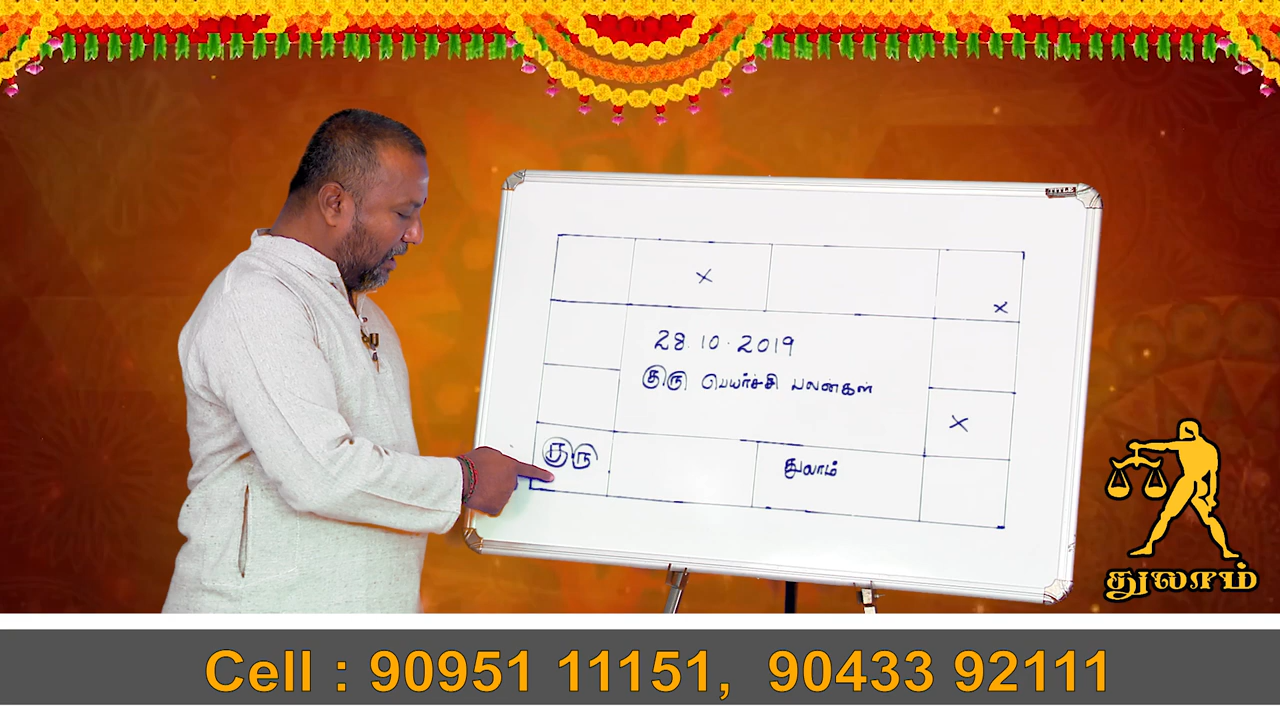 ×
×
28.10.2019
குரு பெயர்ச்சி பலன்கள்
×
குரு
துலாம்
துலாம்
Cell : 90951 11151, 90433 92111